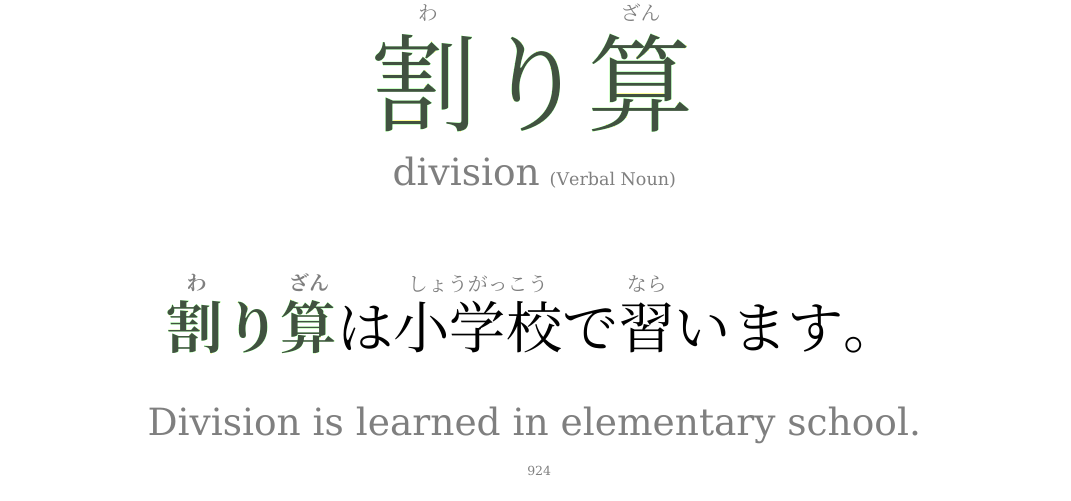 わ ざん
割り算
division (Verbal Noun)
わ ざん しょうがっこう なら
割り算は小学校で習います。
Division is learned in elementary school.
924